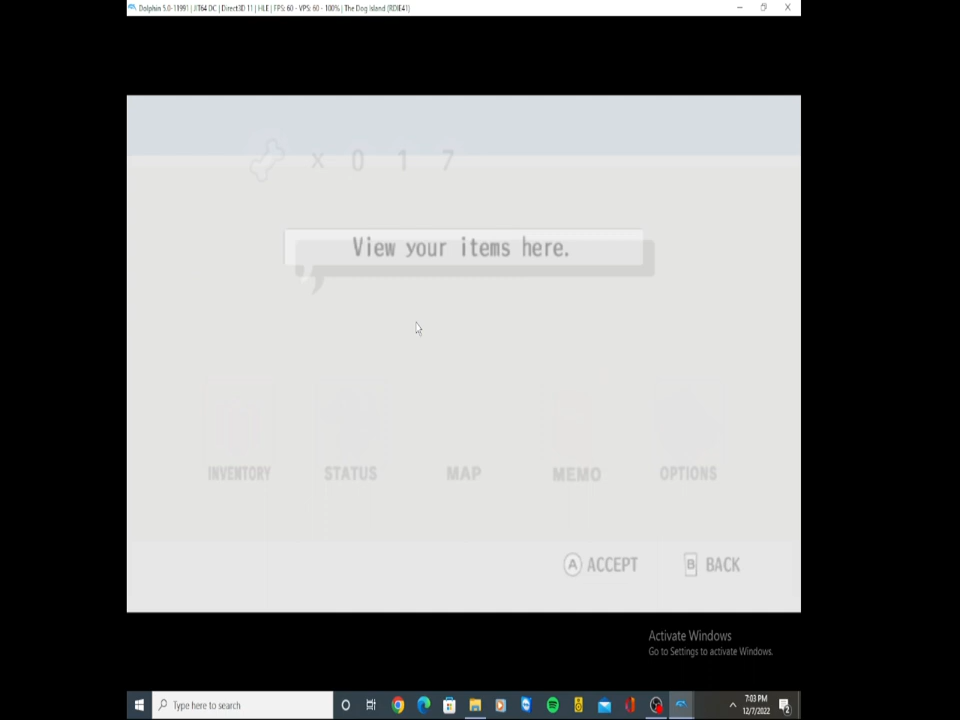 Dolphin 5.0-11991 | JIT64 DC | Direct3D 11 | HLE | FPS: 60 - VPS: 60 - 100% | The Dog Island (RDIE41)
x 0 1 7
View your items here.
INVENTORY STATUS MAP MEMO OPTIONS
A ACCEPT B BACK
Activate Windows
Go to Settings to activate Windows.
Type here to search
7:03 PM
12/7/2022
2